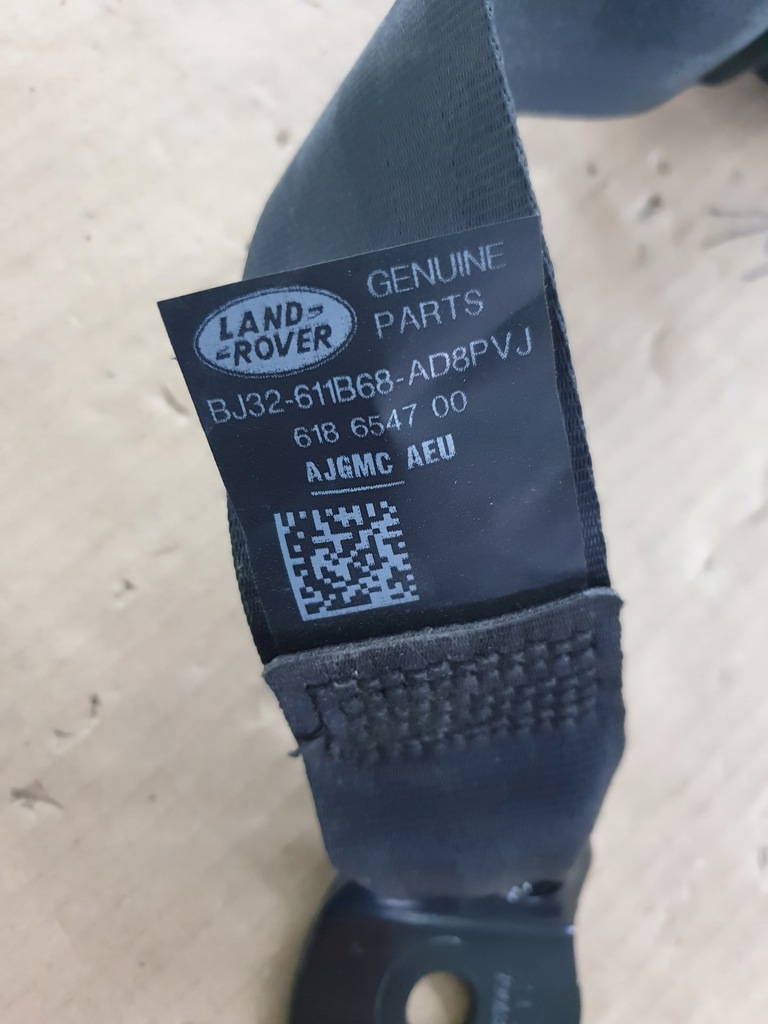 LAND-
-ROVER
GENUINE
PARTS
BJ32-611B68-AD8PVJ
618 6547 00
AJGMC AEU